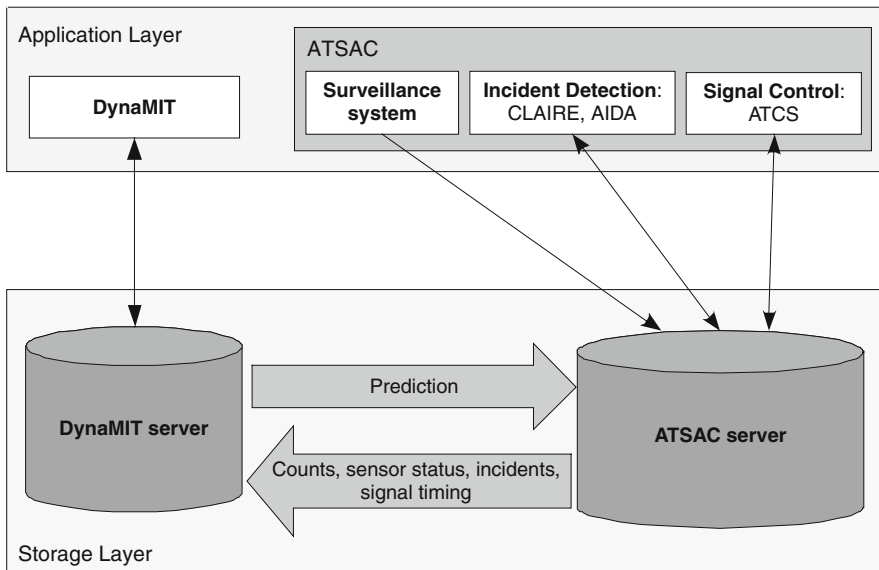 Application Layer
ATSAC
DynaMIT
Surveillance
system
Incident Detection:
CLAIRE, AIDA
Signal Control:
ATCS
Prediction
DynaMIT server
ATSAC server
Counts, sensor status, incidents,
signal timing
Storage Layer